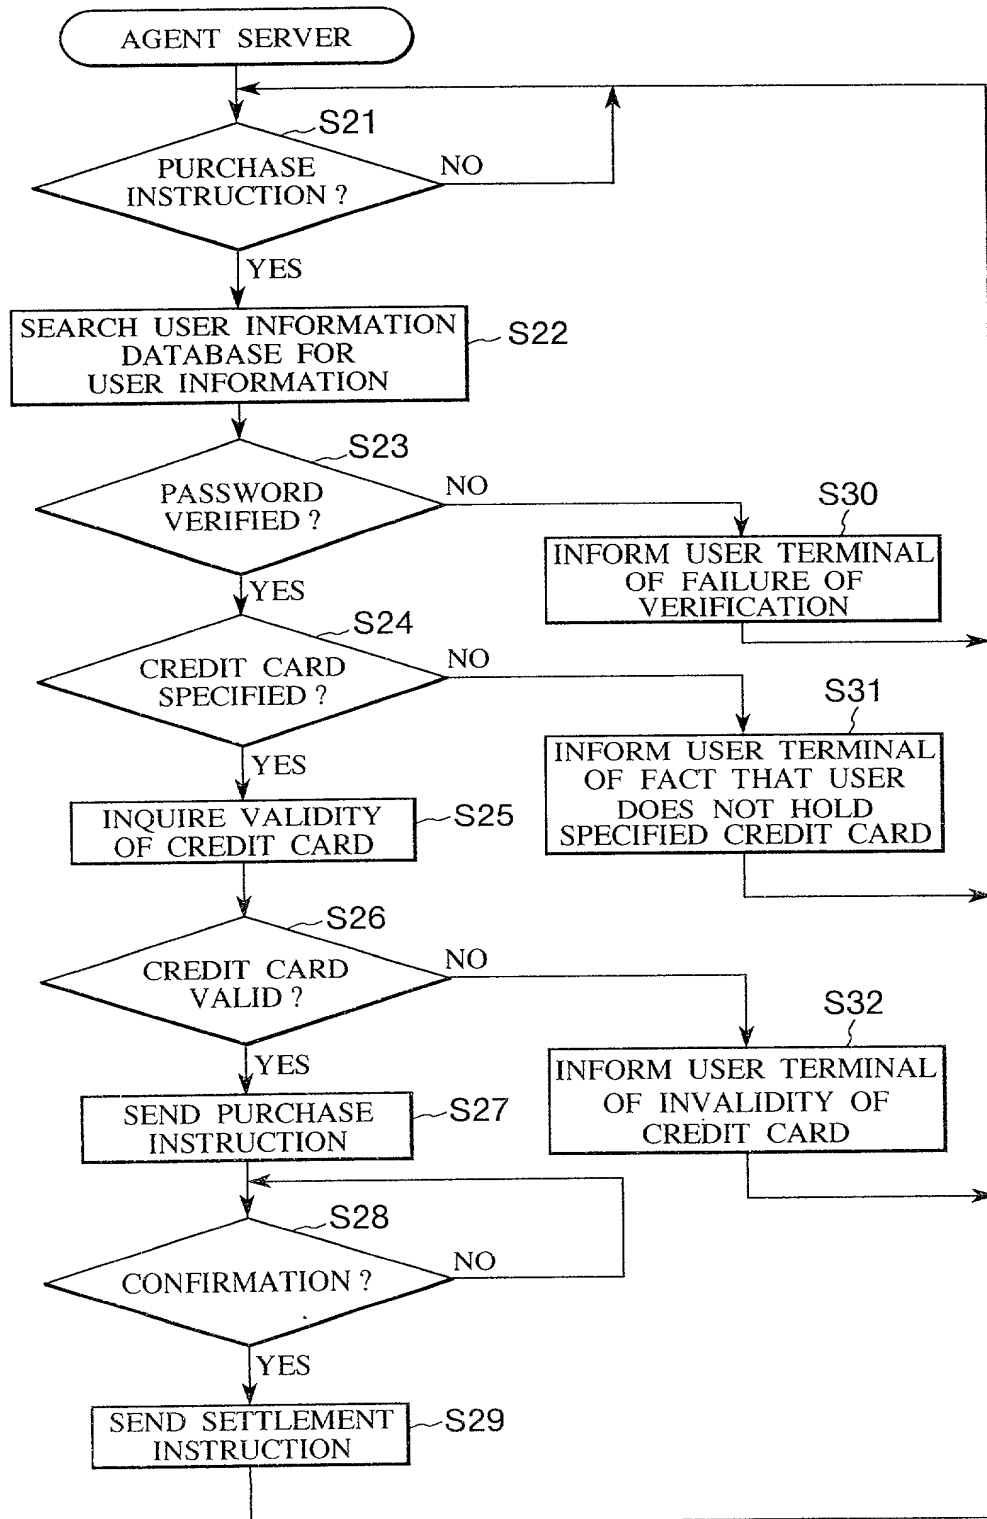 AGENT SERVER
S21
PURCHASE
INSTRUCTION ?
NO
YES
SEARCH USER INFORMATION
DATABASE FOR
USER INFORMATION
S22
S23
PASSWORD
VERIFIED ?
NO
YES
S30
INFORM USER TERMINAL
OF FAILURE OF
VERIFICATION
S24
CREDIT CARD
SPECIFIED ?
NO
YES
S31
INFORM USER TERMINAL
OF FACT THAT USER
DOES NOT HOLD
SPECIFIED CREDIT CARD
INQUIRE VALIDITY
OF CREDIT CARD
S25
S26
CREDIT CARD
VALID ?
NO
YES
S32
INFORM USER TERMINAL
OF INVALIDITY OF
CREDIT CARD
SEND PURCHASE
INSTRUCTION
S27
S28
CONFIRMATION ?
NO
YES
SEND SETTLEMENT
INSTRUCTION
S29